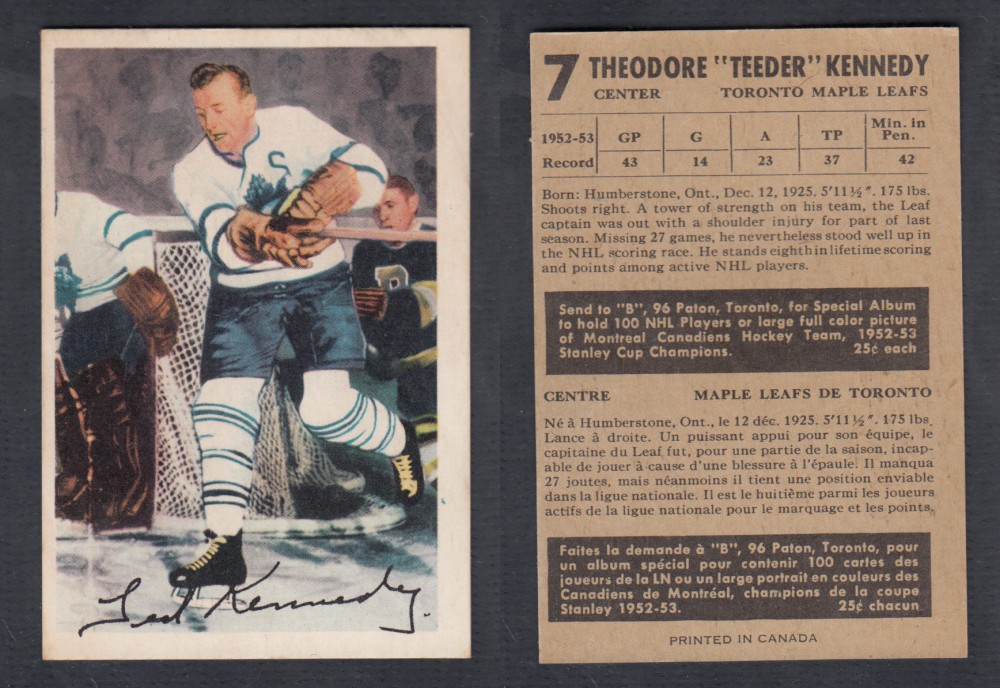 C
Ted Kennedy.
7 THEODORE "TEEDER" KENNEDY
CENTER TORONTO MAPLE LEAFS
1952-53 GP G A TP Min. in Pen.
Record 43 14 23 37 42
Born: Humberstone, Ont., Dec. 12, 1925. 5'11½". 175 lbs.
Shoots right. A tower of strength on his team, the Leaf
captain was out with a shoulder injury for part of last
season. Missing 27 games, he nevertheless stood well up in
the NHL scoring race. He stands eighth in lifetime scoring
and points among active NHL players.
Send to "B", 96 Paton, Toronto, for Special Album
to hold 100 NHL Players or large full color picture
of Montreal Canadiens Hockey Team, 1952-53
Stanley Cup Champions. 25¢ each
CENTRE MAPLE LEAFS DE TORONTO
Né à Humberstone, Ont., le 12 déc. 1925. 5'11½". 175 lbs.
Lance à droite. Un puissant appui pour son équipe, le
capitaine du Leaf fut, pour une partie de la saison, incap-
able de jouer à cause d'une blessure à l'épaule. Il manqua
27 joutes, mais néanmoins il tient une position enviable
dans la ligue nationale. Il est le huitième parmi les joueurs
actifs de la ligue nationale pour le marquage et les points.
Faites la demande à "B", 96 Paton, Toronto, pour
un album spécial pour contenir 100 cartes des
joueurs de la LN ou un large portrait en couleurs des
Canadiens de Montréal, champions de la coupe
Stanley 1952-53. 25¢ chacun
PRINTED IN CANADA